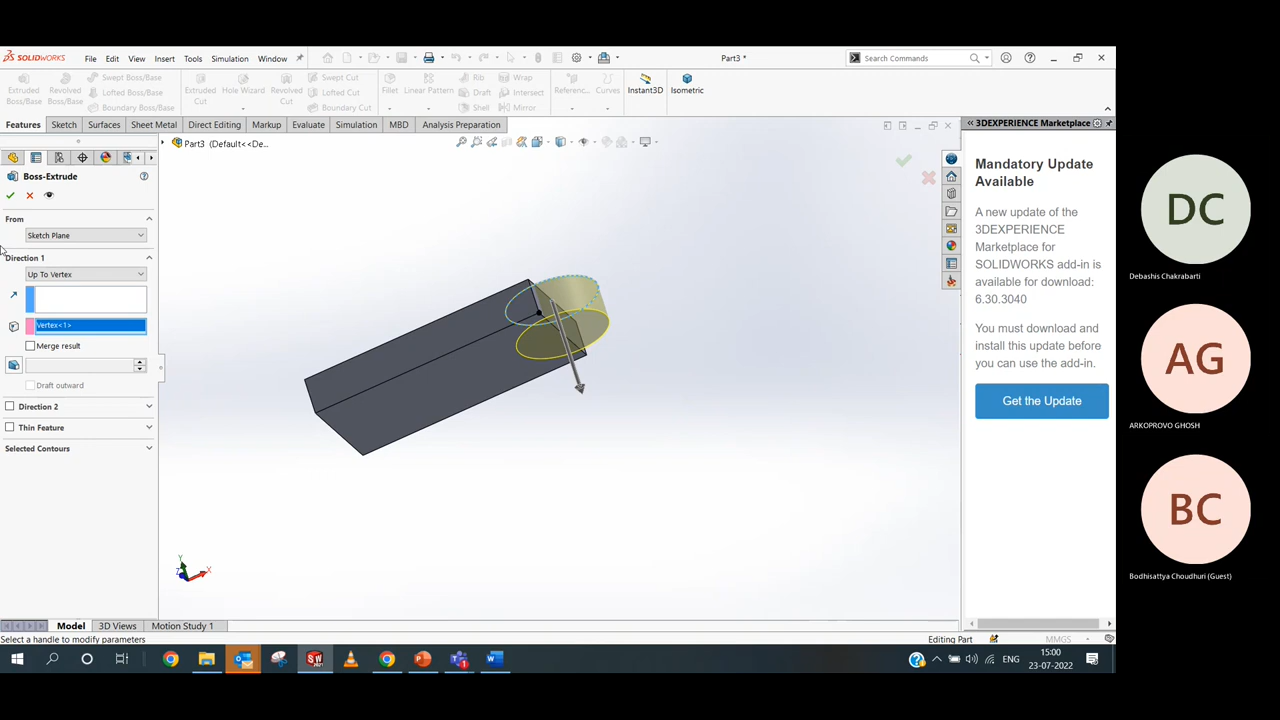 SOLIDWORKS File Edit View Insert Tools Simulation Window Part3 * Search Commands
Extruded Boss/Base Revolved Boss/Base Swept Boss/Base Lofted Boss/Base Boundary Boss/Base Extruded Cut Hole Wizard Revolved Cut Swept Cut Lofted Cut Boundary Cut Fillet Linear Pattern Rib Draft Shell Wrap Intersect Mirror Referenc... Curves Instant3D Isometric
Features Sketch Surfaces Sheet Metal Direct Editing Markup Evaluate Simulation MBD Analysis Preparation
3DEXPERIENCE Marketplace
Part3 (Default<<De...
Boss-Extrude
From
Sketch Plane
Direction 1
Up To Vertex
Vertex<1>
Merge result
Draft outward
Direction 2
Thin Feature
Selected Contours
Mandatory Update
Available
A new update of the
3DEXPERIENCE
Marketplace for
SOLIDWORKS add-in is
available for download:
6.30.3040
You must download and
install this update before
you can use the add-in.
Get the Update
DC
Debashis Chakrabarti
AG
ARKOPROVO GHOSH
BC
Bodhisattya Choudhuri (Guest)
Y
X
Z
Model 3D Views Motion Study 1
Select a handle to modify parameters Editing Part MMGS
ENG 15:00
23-07-2022